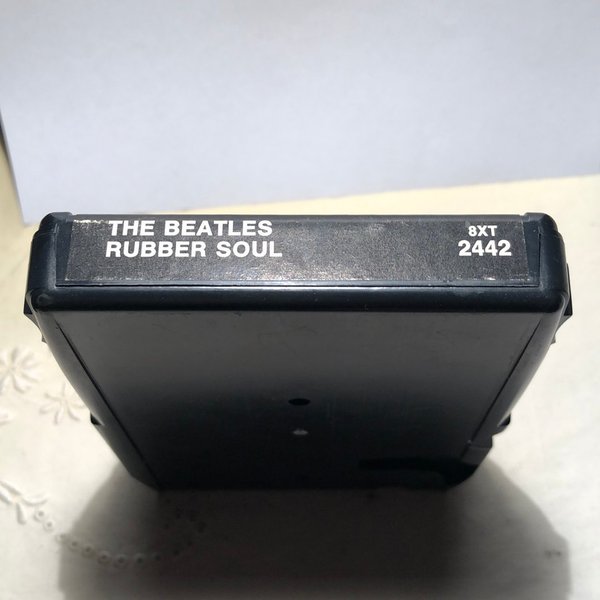 THE BEATLES
RUBBER SOUL
8XT
2442